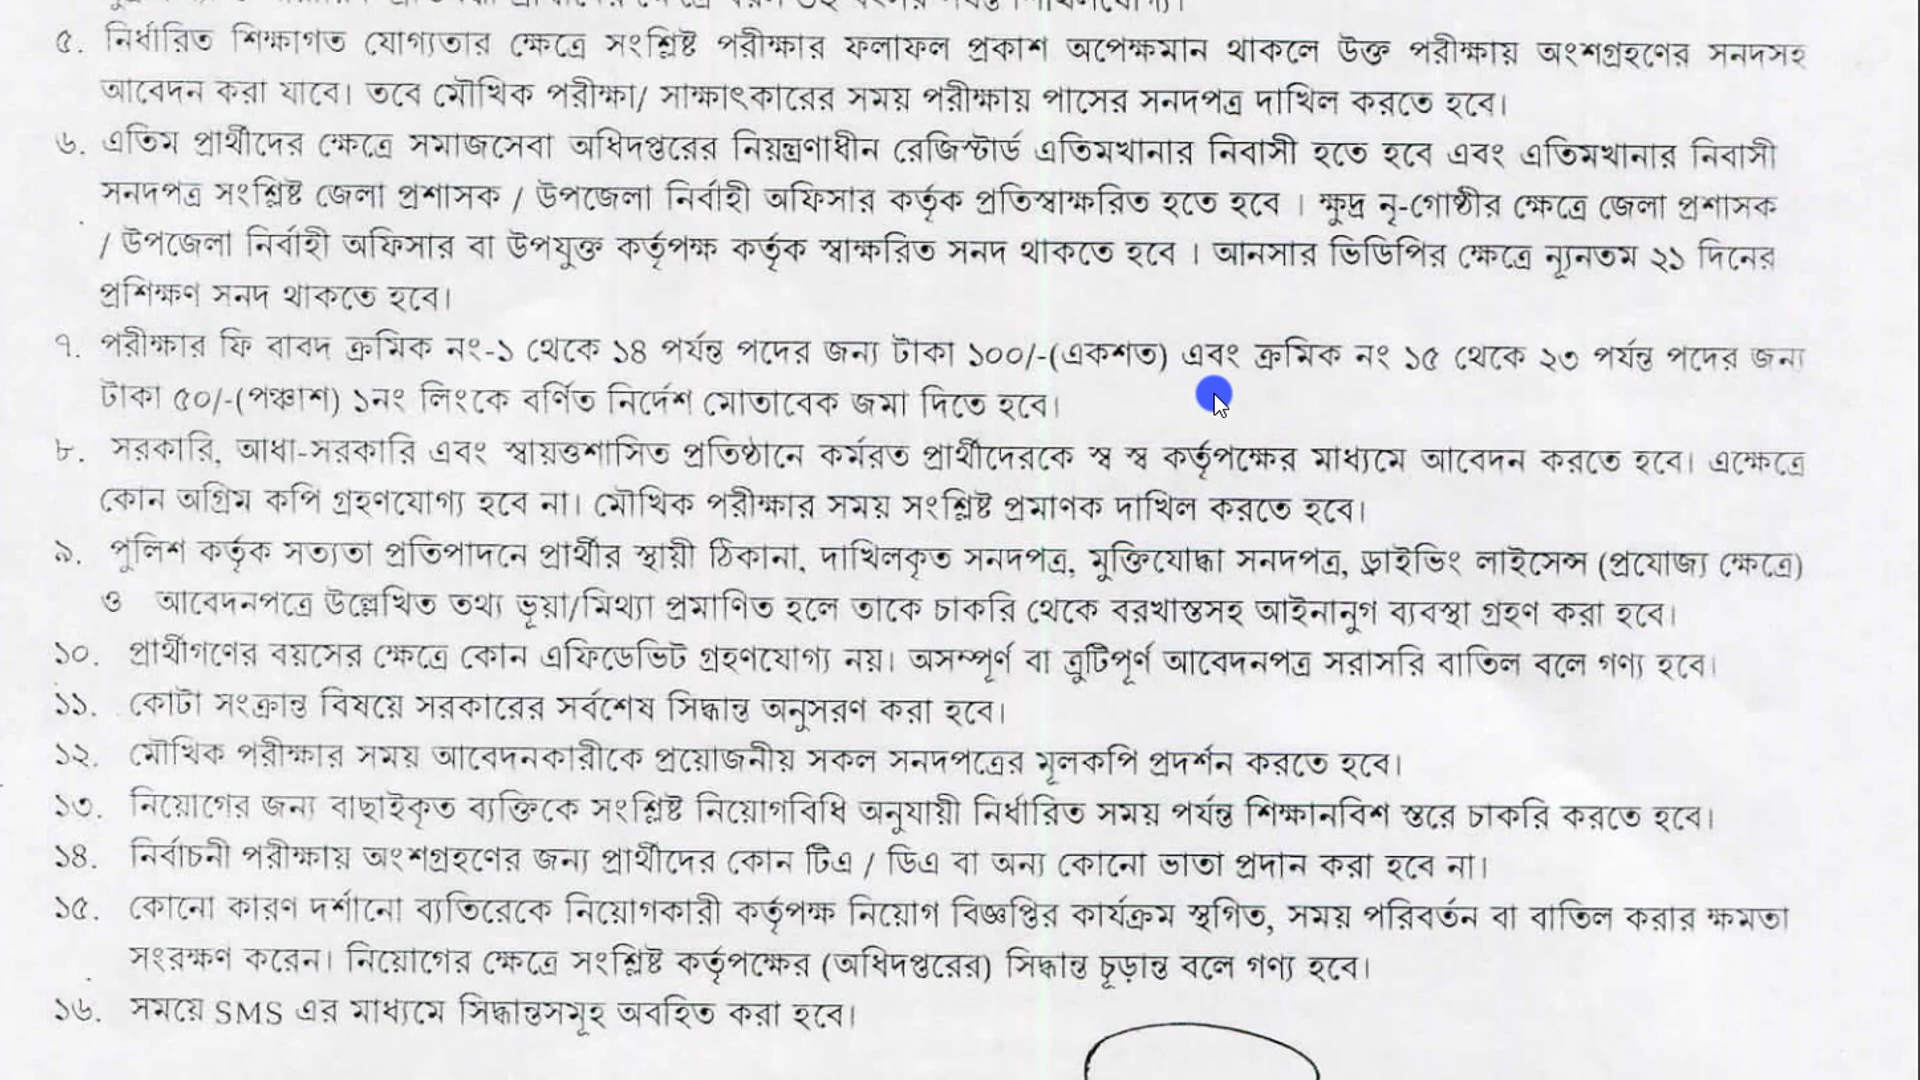 ৫. নির্ধারিত শিক্ষাগত যোগ্যতার ক্ষেত্রে সংশ্লিষ্ট পরীক্ষার ফলাফল প্রকাশ অপেক্ষমান থাকলে উক্ত পরীক্ষায় অংশগ্রহণের সনদসহ
আবেদন করা যাবে। তবে মৌখিক পরীক্ষা/ সাক্ষাৎকারের সময় পরীক্ষায় পাসের সনদপত্র দাখিল করতে হবে।
৬. এতিম প্রার্থীদের ক্ষেত্রে সমাজসেবা অধিদপ্তরের নিয়ন্ত্রণাধীন রেজিস্টার্ড এতিমখানার নিবাসী হতে হবে এবং এতিমখানার নিবাসী
সনদপত্র সংশ্লিষ্ট জেলা প্রশাসক / উপজেলা নির্বাহী অফিসার কর্তৃক প্রতিস্বাক্ষরিত হতে হবে । ক্ষুদ্র নৃ-গোষ্ঠীর ক্ষেত্রে জেলা প্রশাসক
/ উপজেলা নির্বাহী অফিসার বা উপযুক্ত কর্তৃপক্ষ কর্তৃক স্বাক্ষরিত সনদ থাকতে হবে । আনসার ভিডিপির ক্ষেত্রে ন্যূনতম ২১ দিনের
প্রশিক্ষণ সনদ থাকতে হবে।
৭. পরীক্ষার ফি বাবদ ক্রমিক নং-১ থেকে ১৪ পর্যন্ত পদের জন্য টাকা ১০০/-(একশত) এবং ক্রমিক নং ১৫ থেকে ২৩ পর্যন্ত পদের জন্য
টাকা ৫০/-(পঞ্চাশ) ১নং লিংকে বর্ণিত নির্দেশ মোতাবেক জমা দিতে হবে।
৮. সরকারি, আধা-সরকারি এবং স্বায়ত্তশাসিত প্রতিষ্ঠানে কর্মরত প্রার্থীদেরকে স্ব স্ব কর্তৃপক্ষের মাধ্যমে আবেদন করতে হবে। এক্ষেত্রে
কোন অগ্রিম কপি গ্রহণযোগ্য হবে না। মৌখিক পরীক্ষার সময় সংশ্লিষ্ট প্রমাণক দাখিল করতে হবে।
৯. পুলিশ কর্তৃক সত্যতা প্রতিপাদনে প্রার্থীর স্থায়ী ঠিকানা, দাখিলকৃত সনদপত্র, মুক্তিযোদ্ধা সনদপত্র, ড্রাইভিং লাইসেন্স (প্রযোজ্য ক্ষেত্রে)
ও আবেদনপত্রে উল্লেখিত তথ্য ভূয়া/মিথ্যা প্রমাণিত হলে তাকে চাকরি থেকে বরখাস্তসহ আইনানুগ ব্যবস্থা গ্রহণ করা হবে।
১০. প্রার্থীগণের বয়সের ক্ষেত্রে কোন এফিডেভিট গ্রহণযোগ্য নয়। অসম্পূর্ণ বা ত্রুটিপূর্ণ আবেদনপত্র সরাসরি বাতিল বলে গণ্য হবে।
১১. কোটা সংক্রান্ত বিষয়ে সরকারের সর্বশেষ সিদ্ধান্ত অনুসরণ করা হবে।
১২. মৌখিক পরীক্ষার সময় আবেদনকারীকে প্রয়োজনীয় সকল সনদপত্রের মূলকপি প্রদর্শন করতে হবে।
১৩. নিয়োগের জন্য বাছাইকৃত ব্যক্তিকে সংশ্লিষ্ট নিয়োগবিধি অনুযায়ী নির্ধারিত সময় পর্যন্ত শিক্ষানবিশ স্তরে চাকরি করতে হবে।
১৪. নির্বাচনী পরীক্ষায় অংশগ্রহণের জন্য প্রার্থীদের কোন টিএ / ডিএ বা অন্য কোনো ভাতা প্রদান করা হবে না।
১৫. কোনো কারণ দর্শানো ব্যতিরেকে নিয়োগকারী কর্তৃপক্ষ নিয়োগ বিজ্ঞপ্তির কার্যক্রম স্থগিত, সময় পরিবর্তন বা বাতিল করার ক্ষমতা
সংরক্ষণ করেন। নিয়োগের ক্ষেত্রে সংশ্লিষ্ট কর্তৃপক্ষের (অধিদপ্তরের) সিদ্ধান্ত চূড়ান্ত বলে গণ্য হবে।
১৬. সময়ে SMS এর মাধ্যমে সিদ্ধান্তসমূহ অবহিত করা হবে।